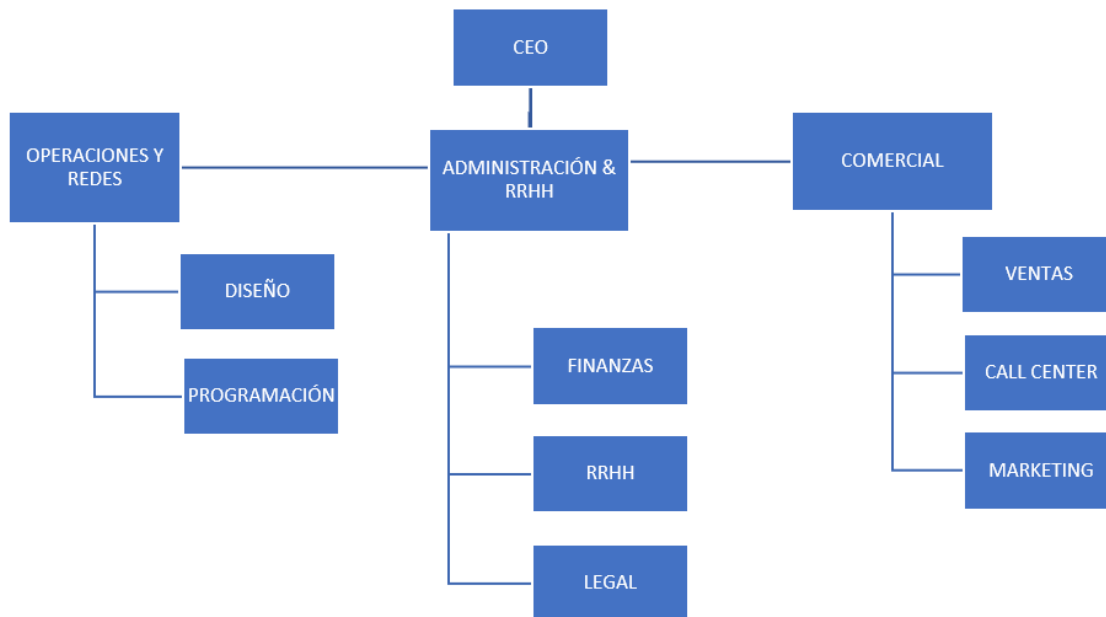 CEO
OPERACIONES Y
REDES
ADMINISTRACIÓN &
RRHH
COMERCIAL
DISEÑO
PROGRAMACIÓN
FINANZAS
RRHH
LEGAL
VENTAS
CALL CENTER
MARKETING